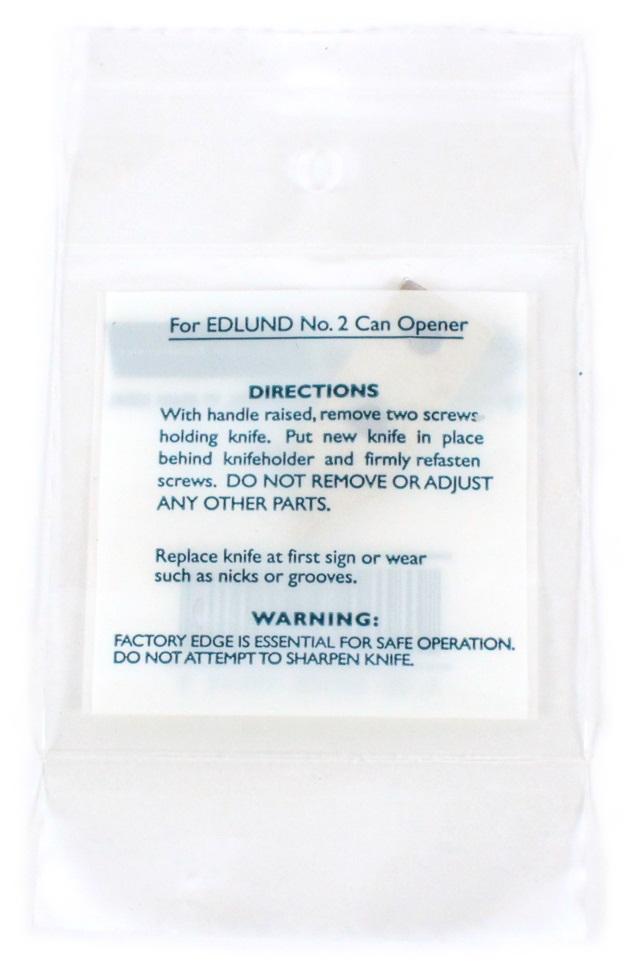 For EDLUND No. 2 Can Opener
DIRECTIONS
With handle raised, remove two screws
holding knife. Put new knife in place
behind knifeholder and firmly refasten
screws. DO NOT REMOVE OR ADJUST
ANY OTHER PARTS.
Replace knife at first sign or wear
such as nicks or grooves.
WARNING:
FACTORY EDGE IS ESSENTIAL FOR SAFE OPERATION.
DO NOT ATTEMPT TO SHARPEN KNIFE.